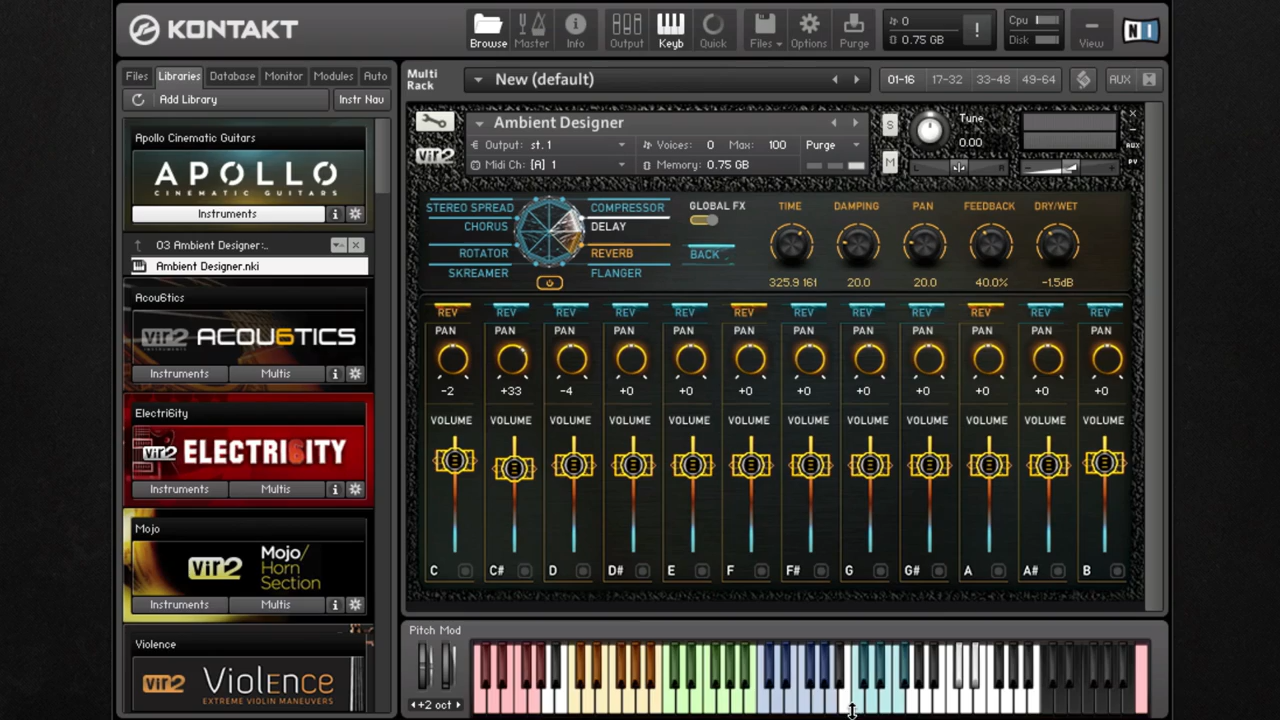 KONTAKT
Browse Master Info Output Keyb Quick Files Options Purge
0
0.75 GB
!
Cpu
Disk
View
NI
Files Libraries Database Monitor Modules Auto
Add Library Instr Nav
Apollo Cinematic Guitars
APOLLO
CINEMATIC GUITARS
Instruments i
03 Ambient Designer:.
Ambient Designer.nki
Acou6tics
vir2 ACOU6TICS
Instruments Multis i
Electri6ity
vir2 ELECTRI6ITY
Instruments Multis i
Mojo
vir2 Mojo/
Horn
Section
Instruments Multis i
Violence
vir2 Violence
EXTREME VIOLIN MANEUVERS
Multi
Rack
New (default)
01-16 17-32 33-48 49-64 AUX
Ambient Designer
Output: st. 1 Voices: 0 Max: 100 Purge
Midi Ch: [A] 1 Memory: 0.75 GB
vir2
S
M
Tune
0.00
L R
AUX
PV
STEREO SPREAD
CHORUS
ROTATOR
SKREAMER
COMPRESSOR
DELAY
REVERB
FLANGER
GLOBAL FX
BACK
TIME DAMPING PAN FEEDBACK DRY/WET
325.9 161 20.0 20.0 40.0% -1.5dB
REV REV REV REV REV REV REV REV REV REV REV REV
PAN PAN PAN PAN PAN PAN PAN PAN PAN PAN PAN PAN
-2 +33 -4 +0 +0 +0 +0 +0 +0 +0 +0 +0
VOLUME VOLUME VOLUME VOLUME VOLUME VOLUME VOLUME VOLUME VOLUME VOLUME VOLUME VOLUME
C C# D D# E F F# G G# A A# B
Pitch Mod
+2 oct